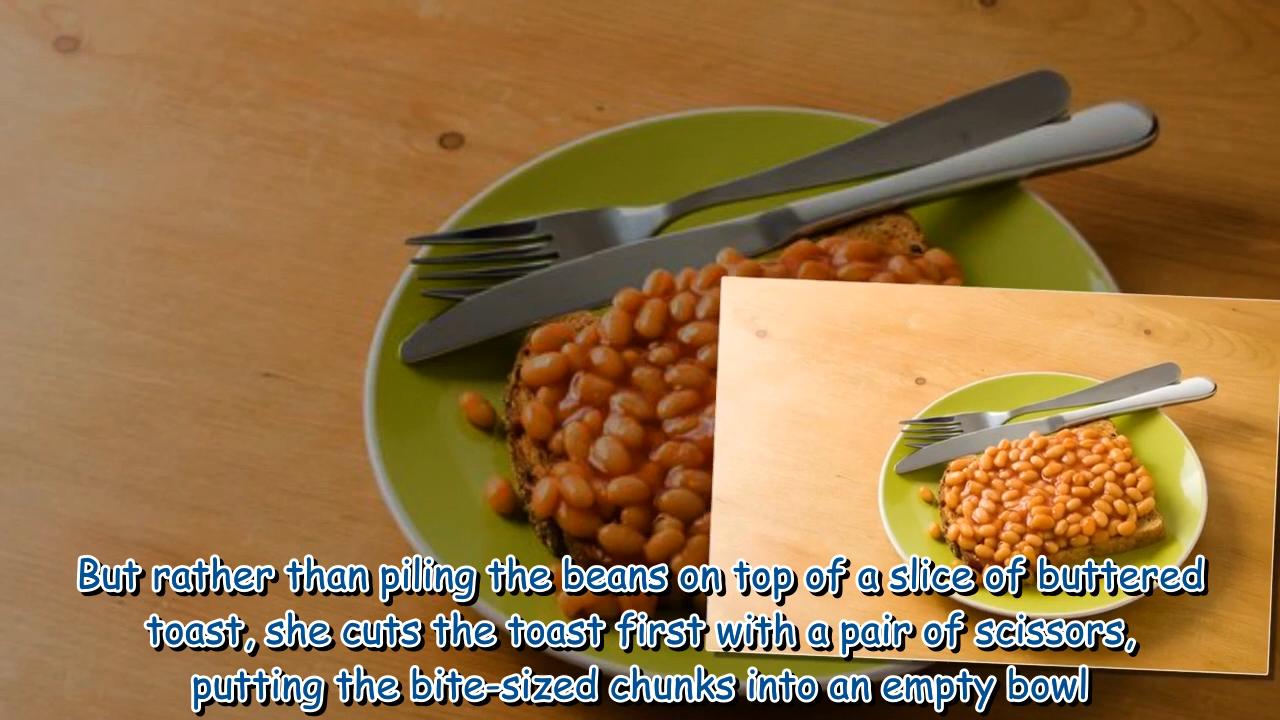 But rather than piling the beans on top of a slice of buttered
toast, she cuts the toast first with a pair of scissors,
putting the bite-sized chunks into an empty bowl